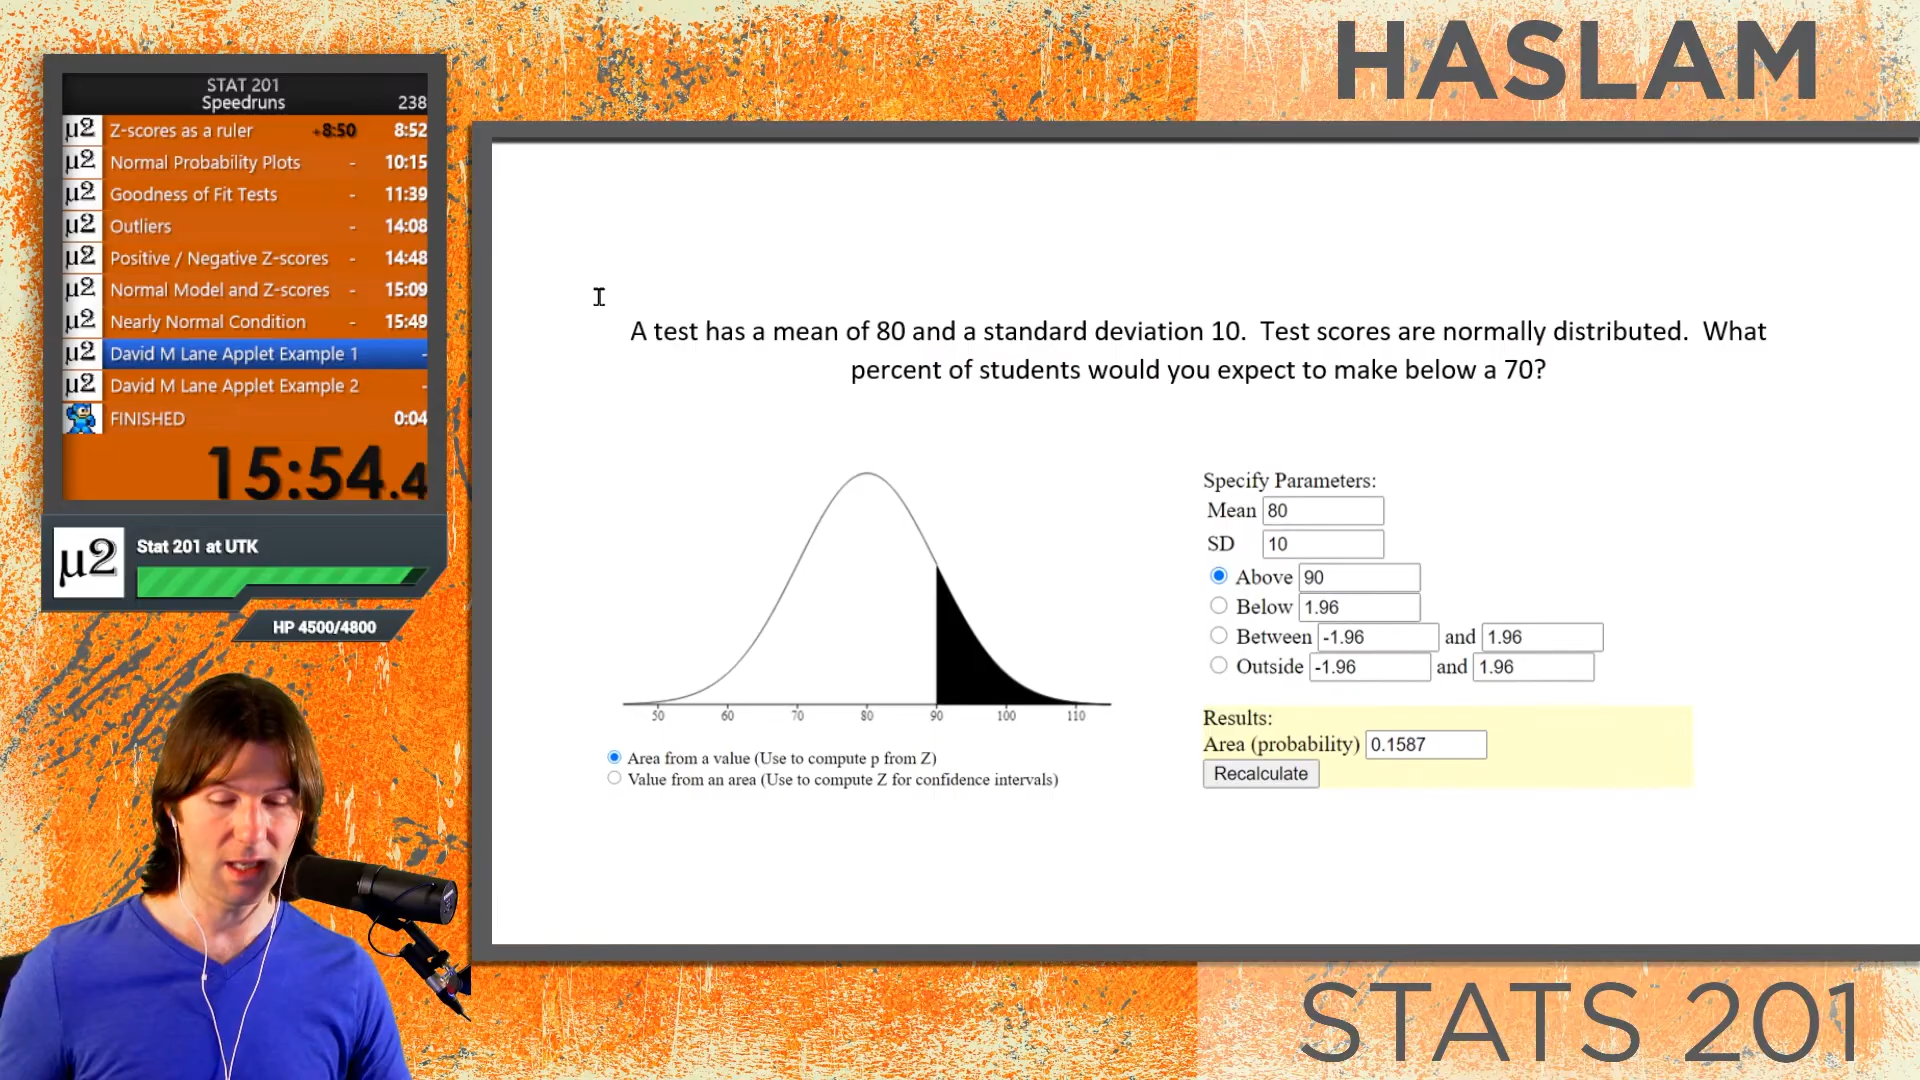 HASLAM
STAT 201
Speedruns 238
μ2 Z-scores as a ruler +8:50 8:52
μ2 Normal Probability Plots - 10:15
μ2 Goodness of Fit Tests - 11:39
μ2 Outliers - 14:08
μ2 Positive / Negative Z-scores - 14:48
μ2 Normal Model and Z-scores - 15:09
μ2 Nearly Normal Condition - 15:49
μ2 David M Lane Applet Example 1 -
μ2 David M Lane Applet Example 2 -
FINISHED 0:04
15:54.4
μ2 Stat 201 at UTK
HP 4500/4800
A test has a mean of 80 and a standard deviation 10. Test scores are normally distributed. What
percent of students would you expect to make below a 70?
50 60 70 80 90 100 110
Area from a value (Use to compute p from Z)
Value from an area (Use to compute Z for confidence intervals)
Specify Parameters:
Mean 80
SD 10
Above 90
Below 1.96
Between -1.96 and 1.96
Outside -1.96 and 1.96
Results:
Area (probability) 0.1587
Recalculate
STATS 201